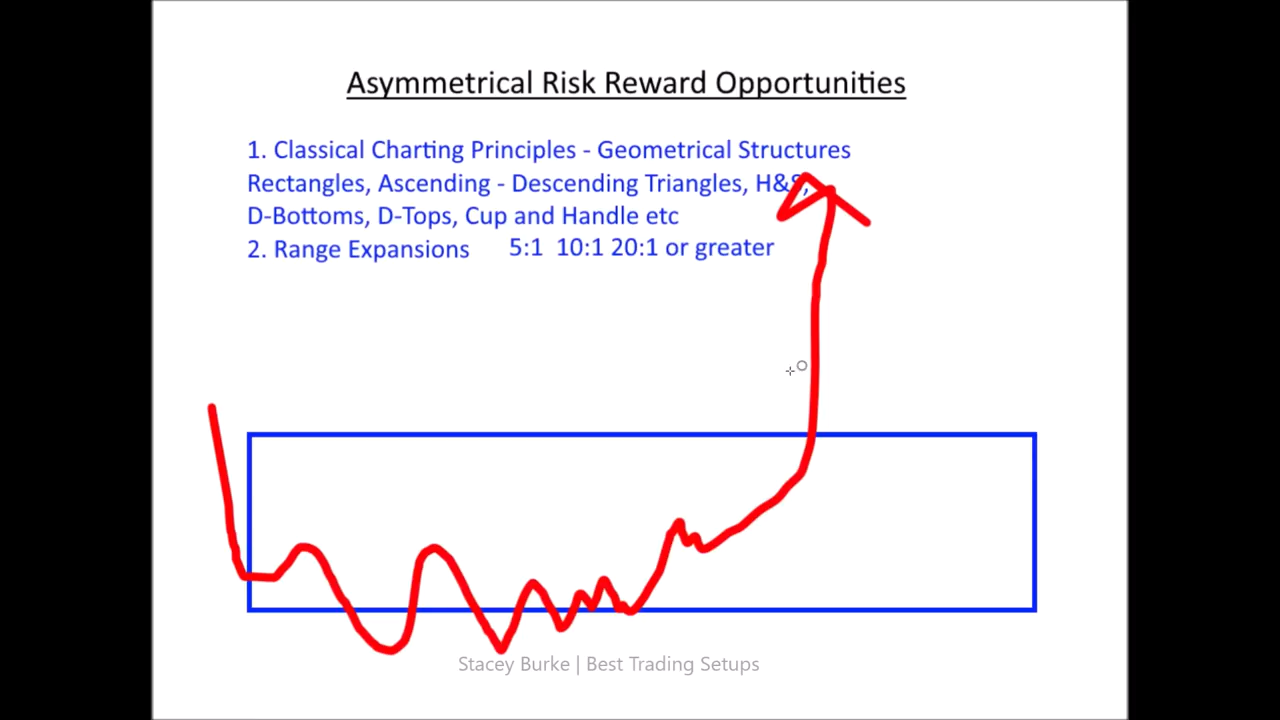 Asymmetrical Risk Reward Opportunities
1. Classical Charting Principles - Geometrical Structures
Rectangles, Ascending - Descending Triangles, H&S,
D-Bottoms, D-Tops, Cup and Handle etc
2. Range Expansions 5:1 10:1 20:1 or greater
Stacey Burke | Best Trading Setups